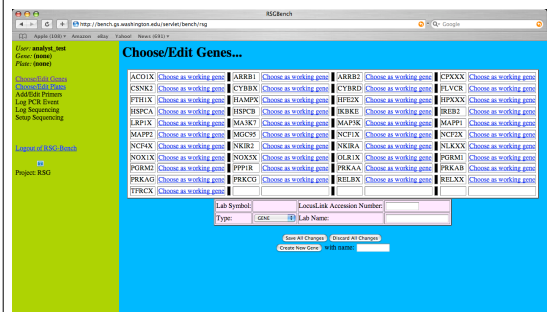 RSGBench
http://bench.gs.washington.edu/servlet/bench/rsg
Google
Apple (108) Amazon eBay Yahoo! News (691)
User: analyst_test
Gene: (none)
Plate: (none)
Choose/Edit Genes
Choose/Edit Plates
Add/Edit Primers
Log PCR Event
Log Sequencing
Setup Sequencing
Logout of RSG-Bench
Project: RSG
Choose/Edit Genes...
ACO1X Choose as working gene ARRB1 Choose as working gene ARRB2 Choose as working gene CPXXX Choose as working gene
CSNK2 Choose as working gene CYBBX Choose as working gene CYBRD Choose as working gene FLVCR Choose as working gene
FTH1X Choose as working gene HAMPX Choose as working gene HFE2X Choose as working gene HPXXX Choose as working gene
HSPCA Choose as working gene HSPCB Choose as working gene IKBKE Choose as working gene IREB2 Choose as working gene
LRP1X Choose as working gene MA3K7 Choose as working gene MAP3K Choose as working gene MAPP1 Choose as working gene
MAPP2 Choose as working gene MGC95 Choose as working gene NCF1X Choose as working gene NCF2X Choose as working gene
NCF4X Choose as working gene NKIR2 Choose as working gene NKIRA Choose as working gene NLKXX Choose as working gene
NOX1X Choose as working gene NOX5X Choose as working gene OLR1X Choose as working gene PGRM1 Choose as working gene
PGRM2 Choose as working gene PPP1R Choose as working gene PRKAA Choose as working gene PRKAB Choose as working gene
PRKAG Choose as working gene PRKCG Choose as working gene RELBX Choose as working gene RELXX Choose as working gene
TFRCX Choose as working gene
Lab Symbol: LocusLink Accession Number:
Type: GENE Lab Name:
Save All Changes Discard All Changes
Create New Gene with name: